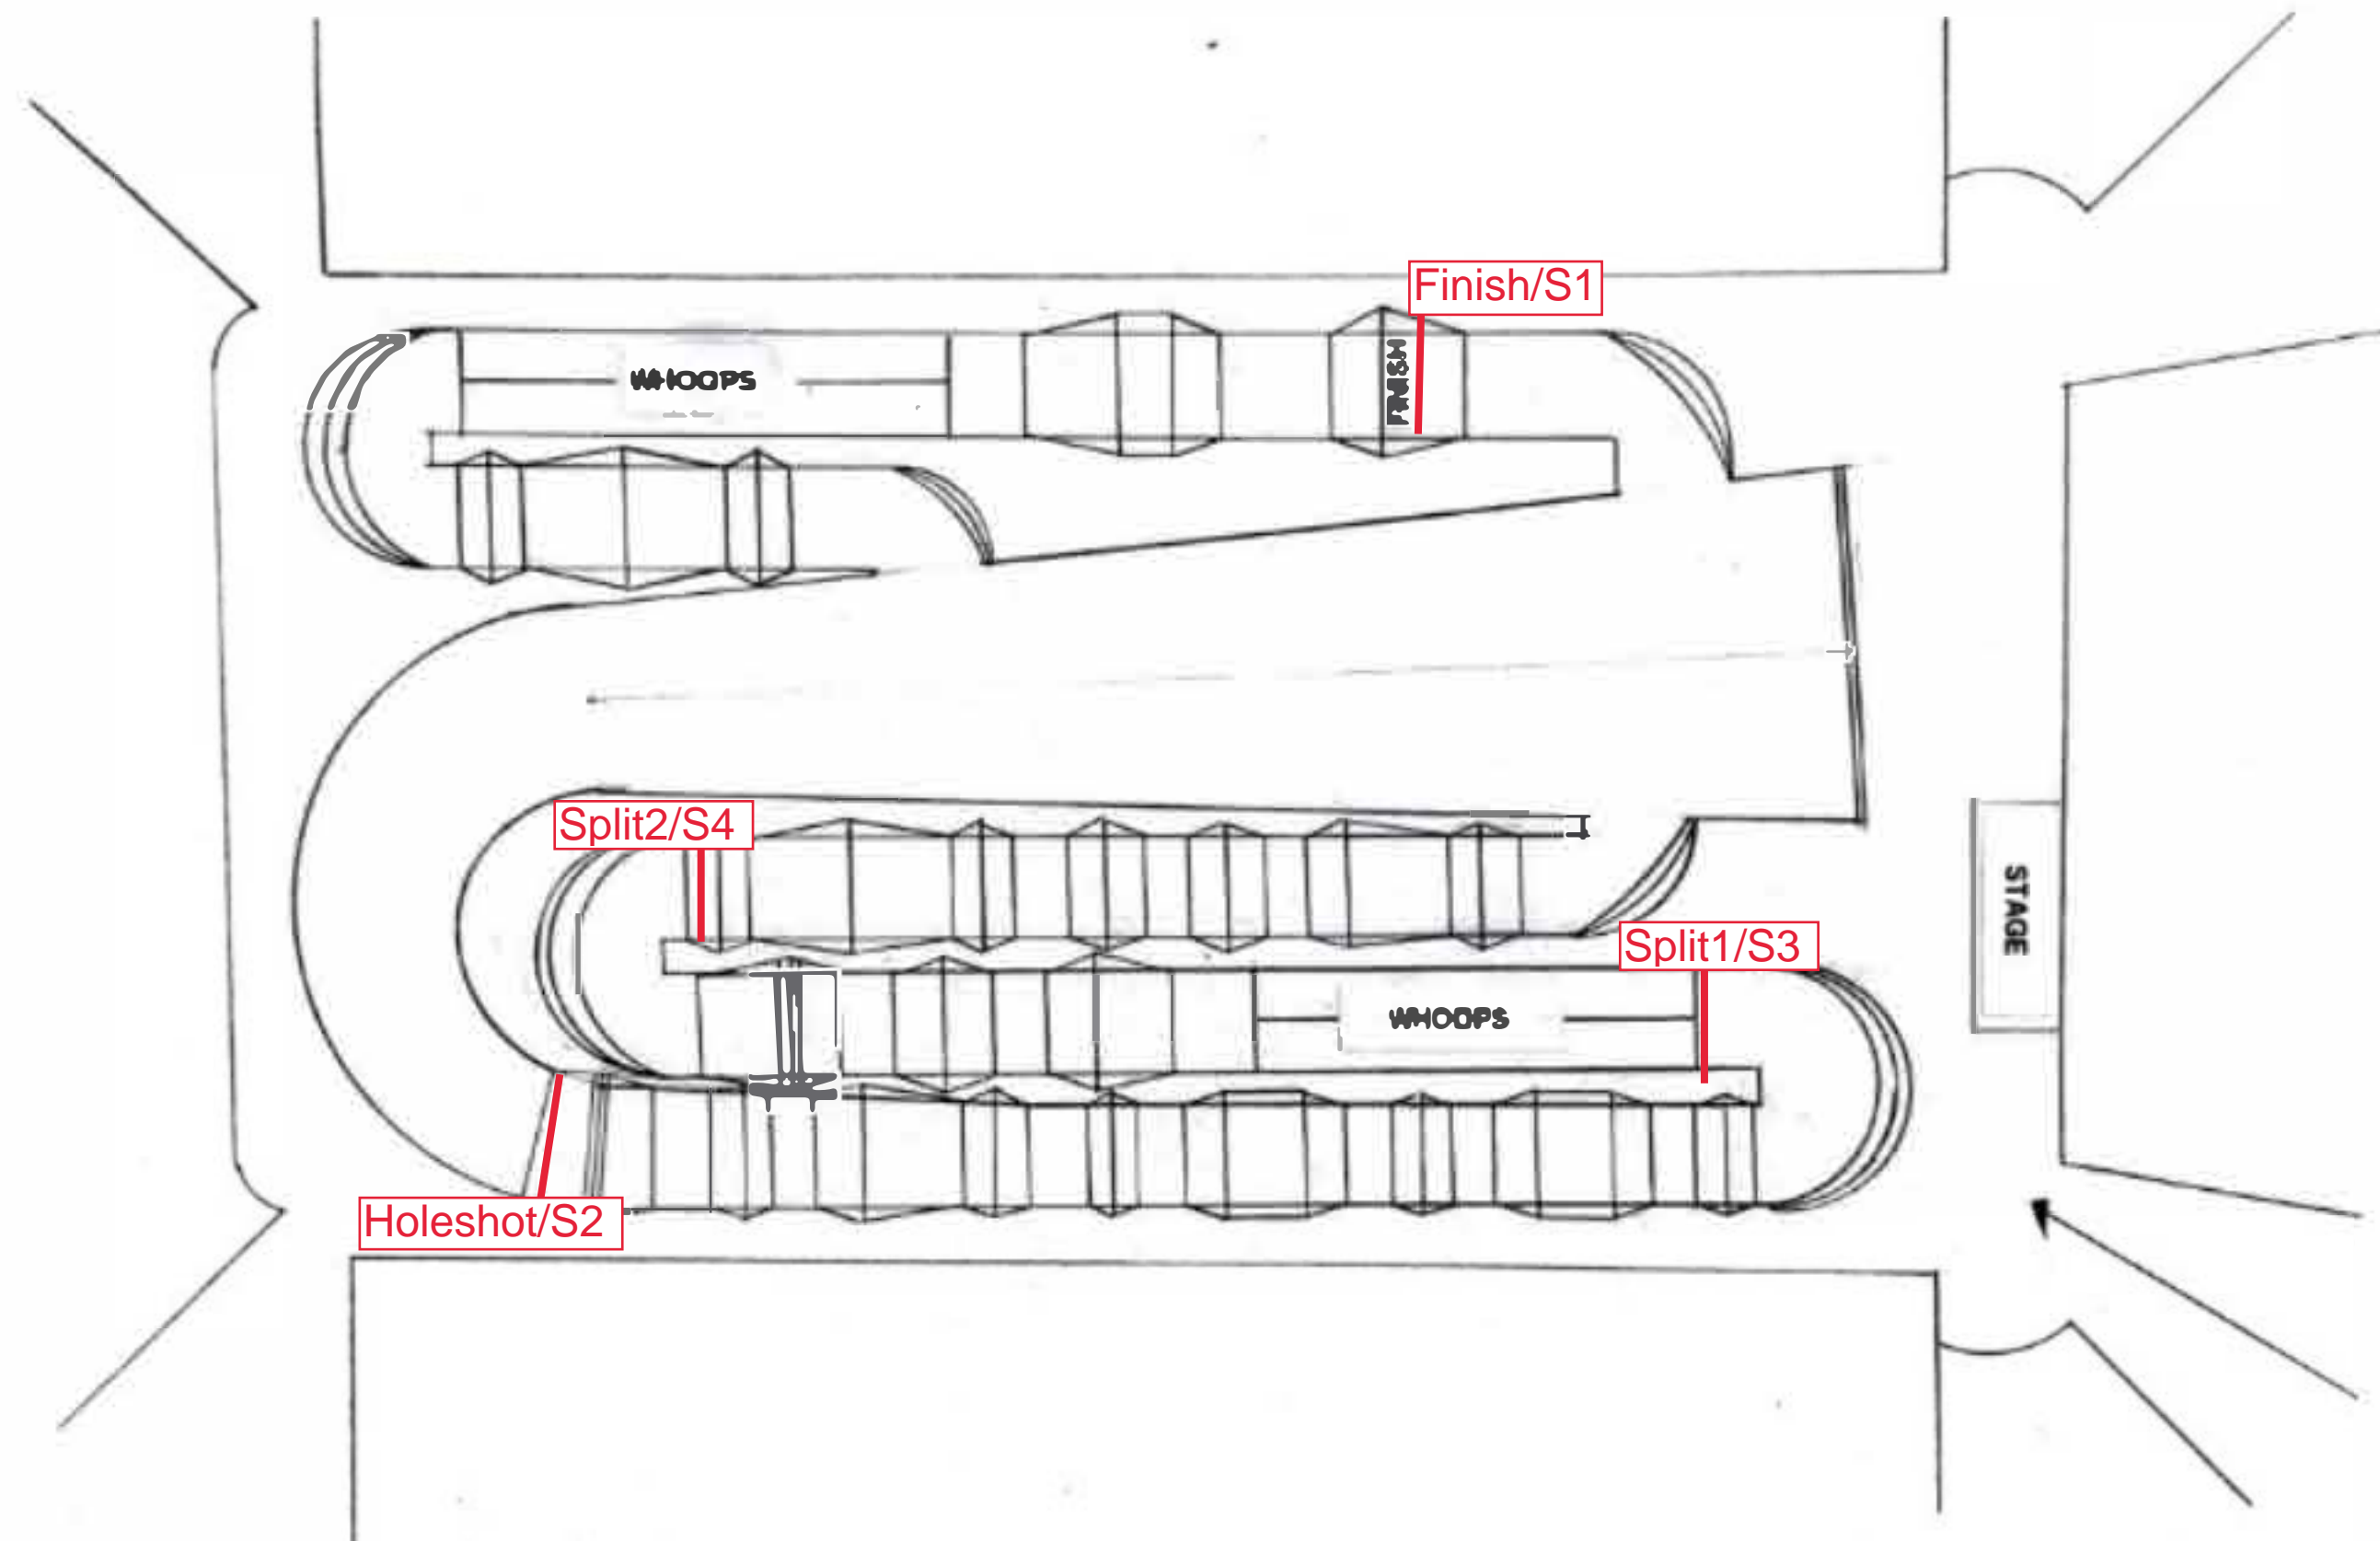 Finish/S1
WHOOPS
FINISH
Split2/S4
STAGE
Split1/S3
WHOOPS
Holeshot/S2